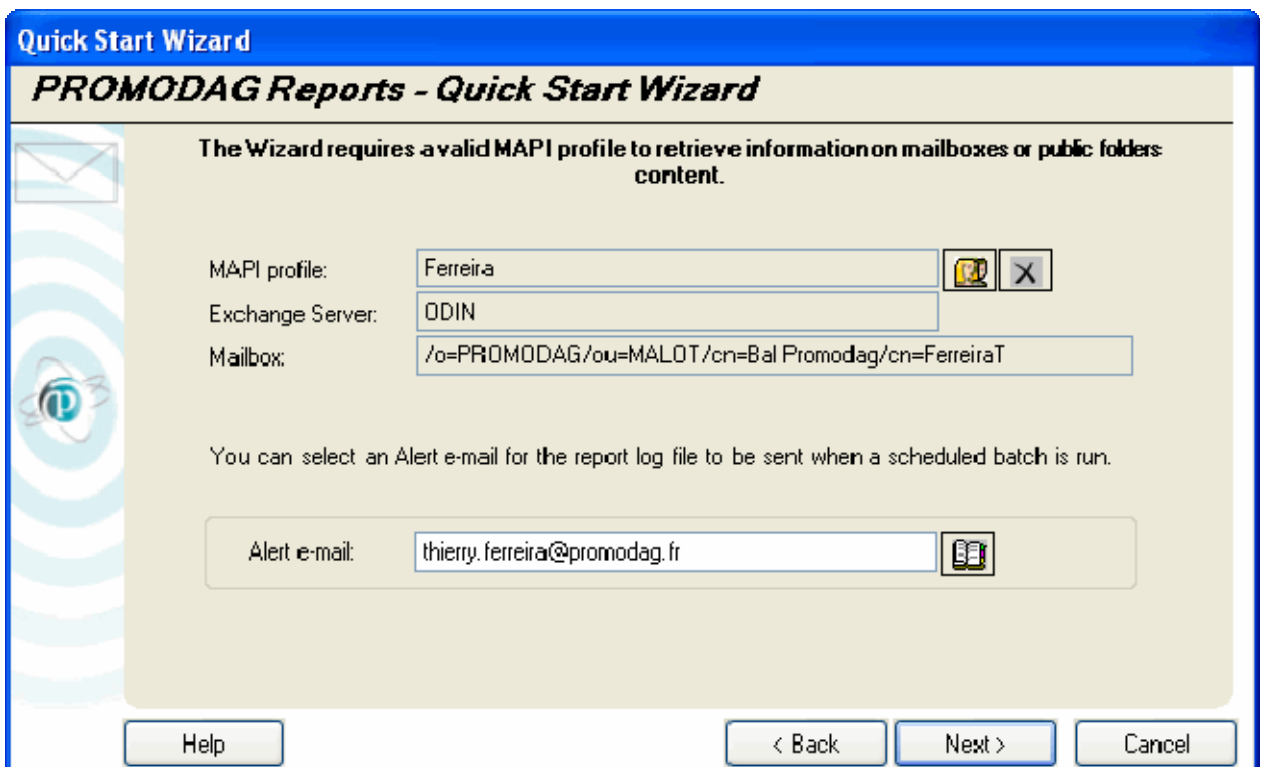 Quick Start Wizard
PROMODAG Reports - Quick Start Wizard
The Wizard requires a valid MAPI profile to retrieve information on mailboxes or public folders
content.
MAPI profile: Ferreira
Exchange Server: ODIN
Mailbox: /o=PROMODAG/ou=MALOT/cn=Bal Promodag/cn=FerreiraT
You can select an Alert e-mail for the report log file to be sent when a scheduled batch is run.
Alert e-mail: thierry.ferreira@promodag.fr
Help < Back Next > Cancel